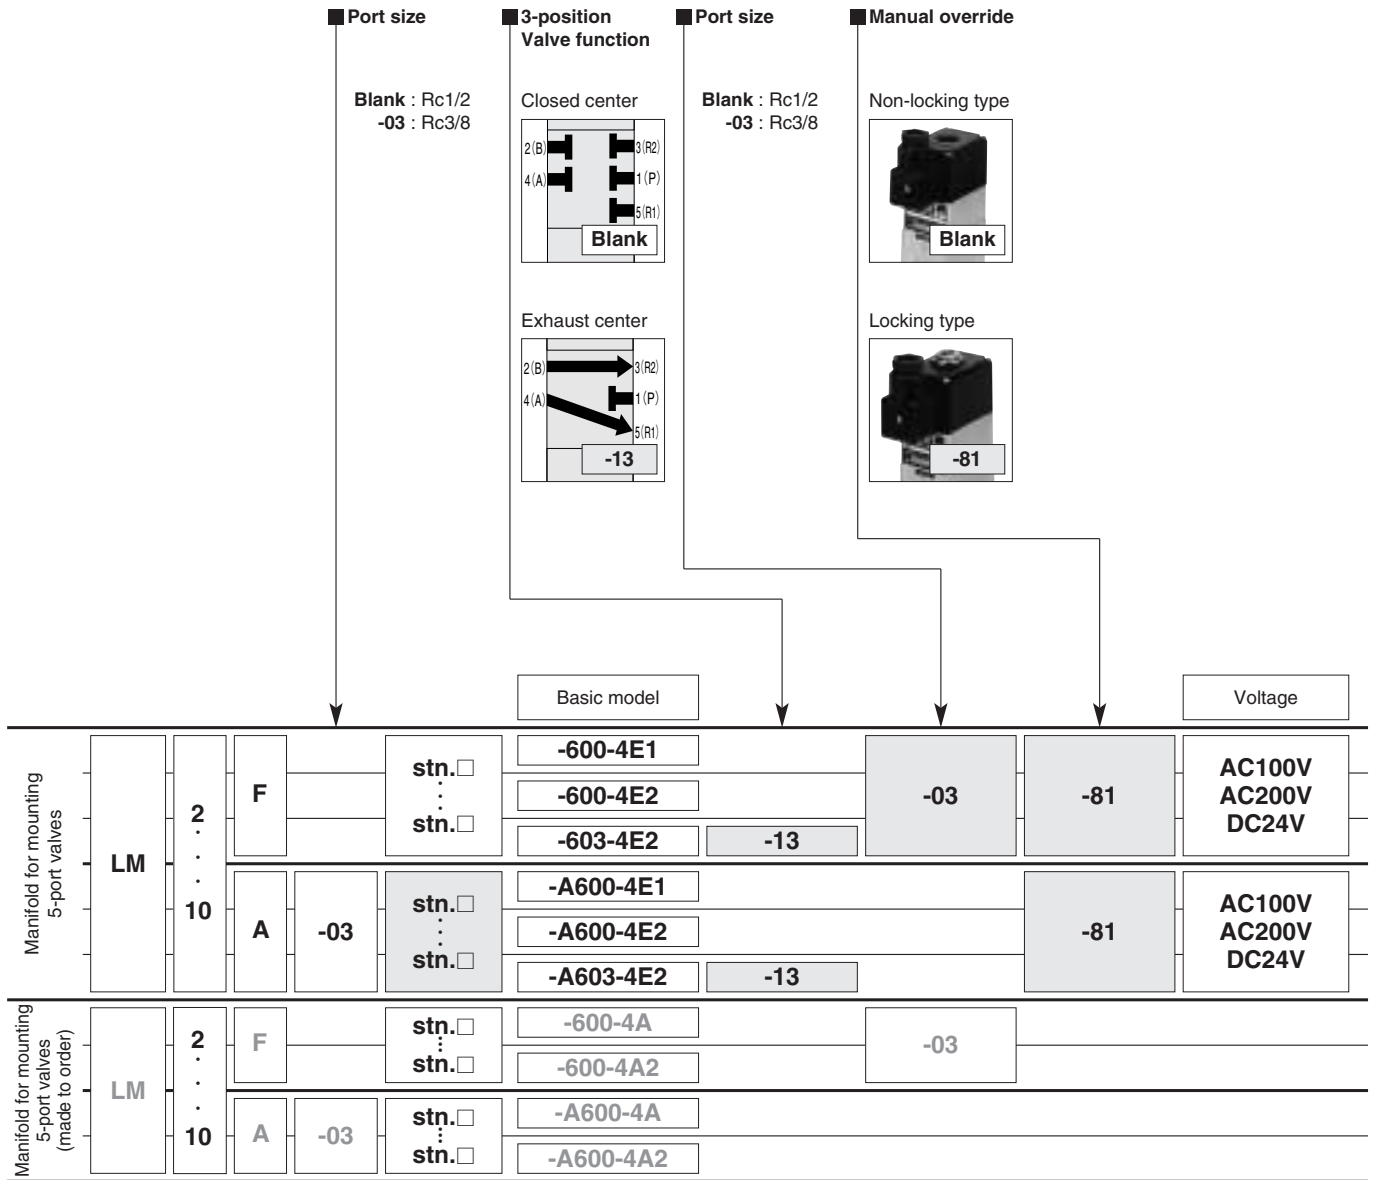 ■Port size
■3-position
Valve function
■Port size
■Manual override
Blank : Rc1/2
-03 : Rc3/8
Closed center
2(B)
4(A)
3(R2)
1(P)
5(R1)
Blank
Blank : Rc1/2
-03 : Rc3/8
Non-locking type
Blank
Exhaust center
2(B)
4(A)
3(R2)
1(P)
5(R1)
-13
Locking type
-81
Basic model
Voltage
Manifold for mounting
5-port valves
LM
2
·
·
·
10
F
stn.□
⋮
stn.□
-600-4E1
-600-4E2
-603-4E2
-13
-03
-81
AC100V
AC200V
DC24V
A
-03
stn.□
⋮
stn.□
-A600-4E1
-A600-4E2
-A603-4E2
-13
-81
AC100V
AC200V
DC24V
Manifold for mounting
5-port valves
(made to order)
LM
2
·
·
·
10
F
stn.□
⋮
stn.□
-600-4A
-600-4A2
-03
A
-03
stn.□
⋮
stn.□
-A600-4A
-A600-4A2